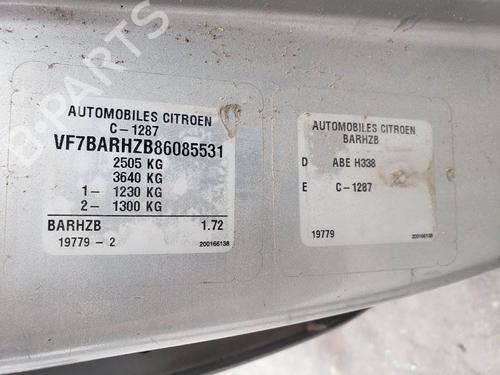 B-PARTS
AUTOMOBILES CITROEN
C-1287
VF7BARHZB86085531
2505 KG
3640 KG
1- 1230 KG
2- 1300 KG
BARHZB 1.72
19779-2 200166138
AUTOMOBILES CITROEN
BARHZB
D ABE H338
E C-1287
19779 200166138